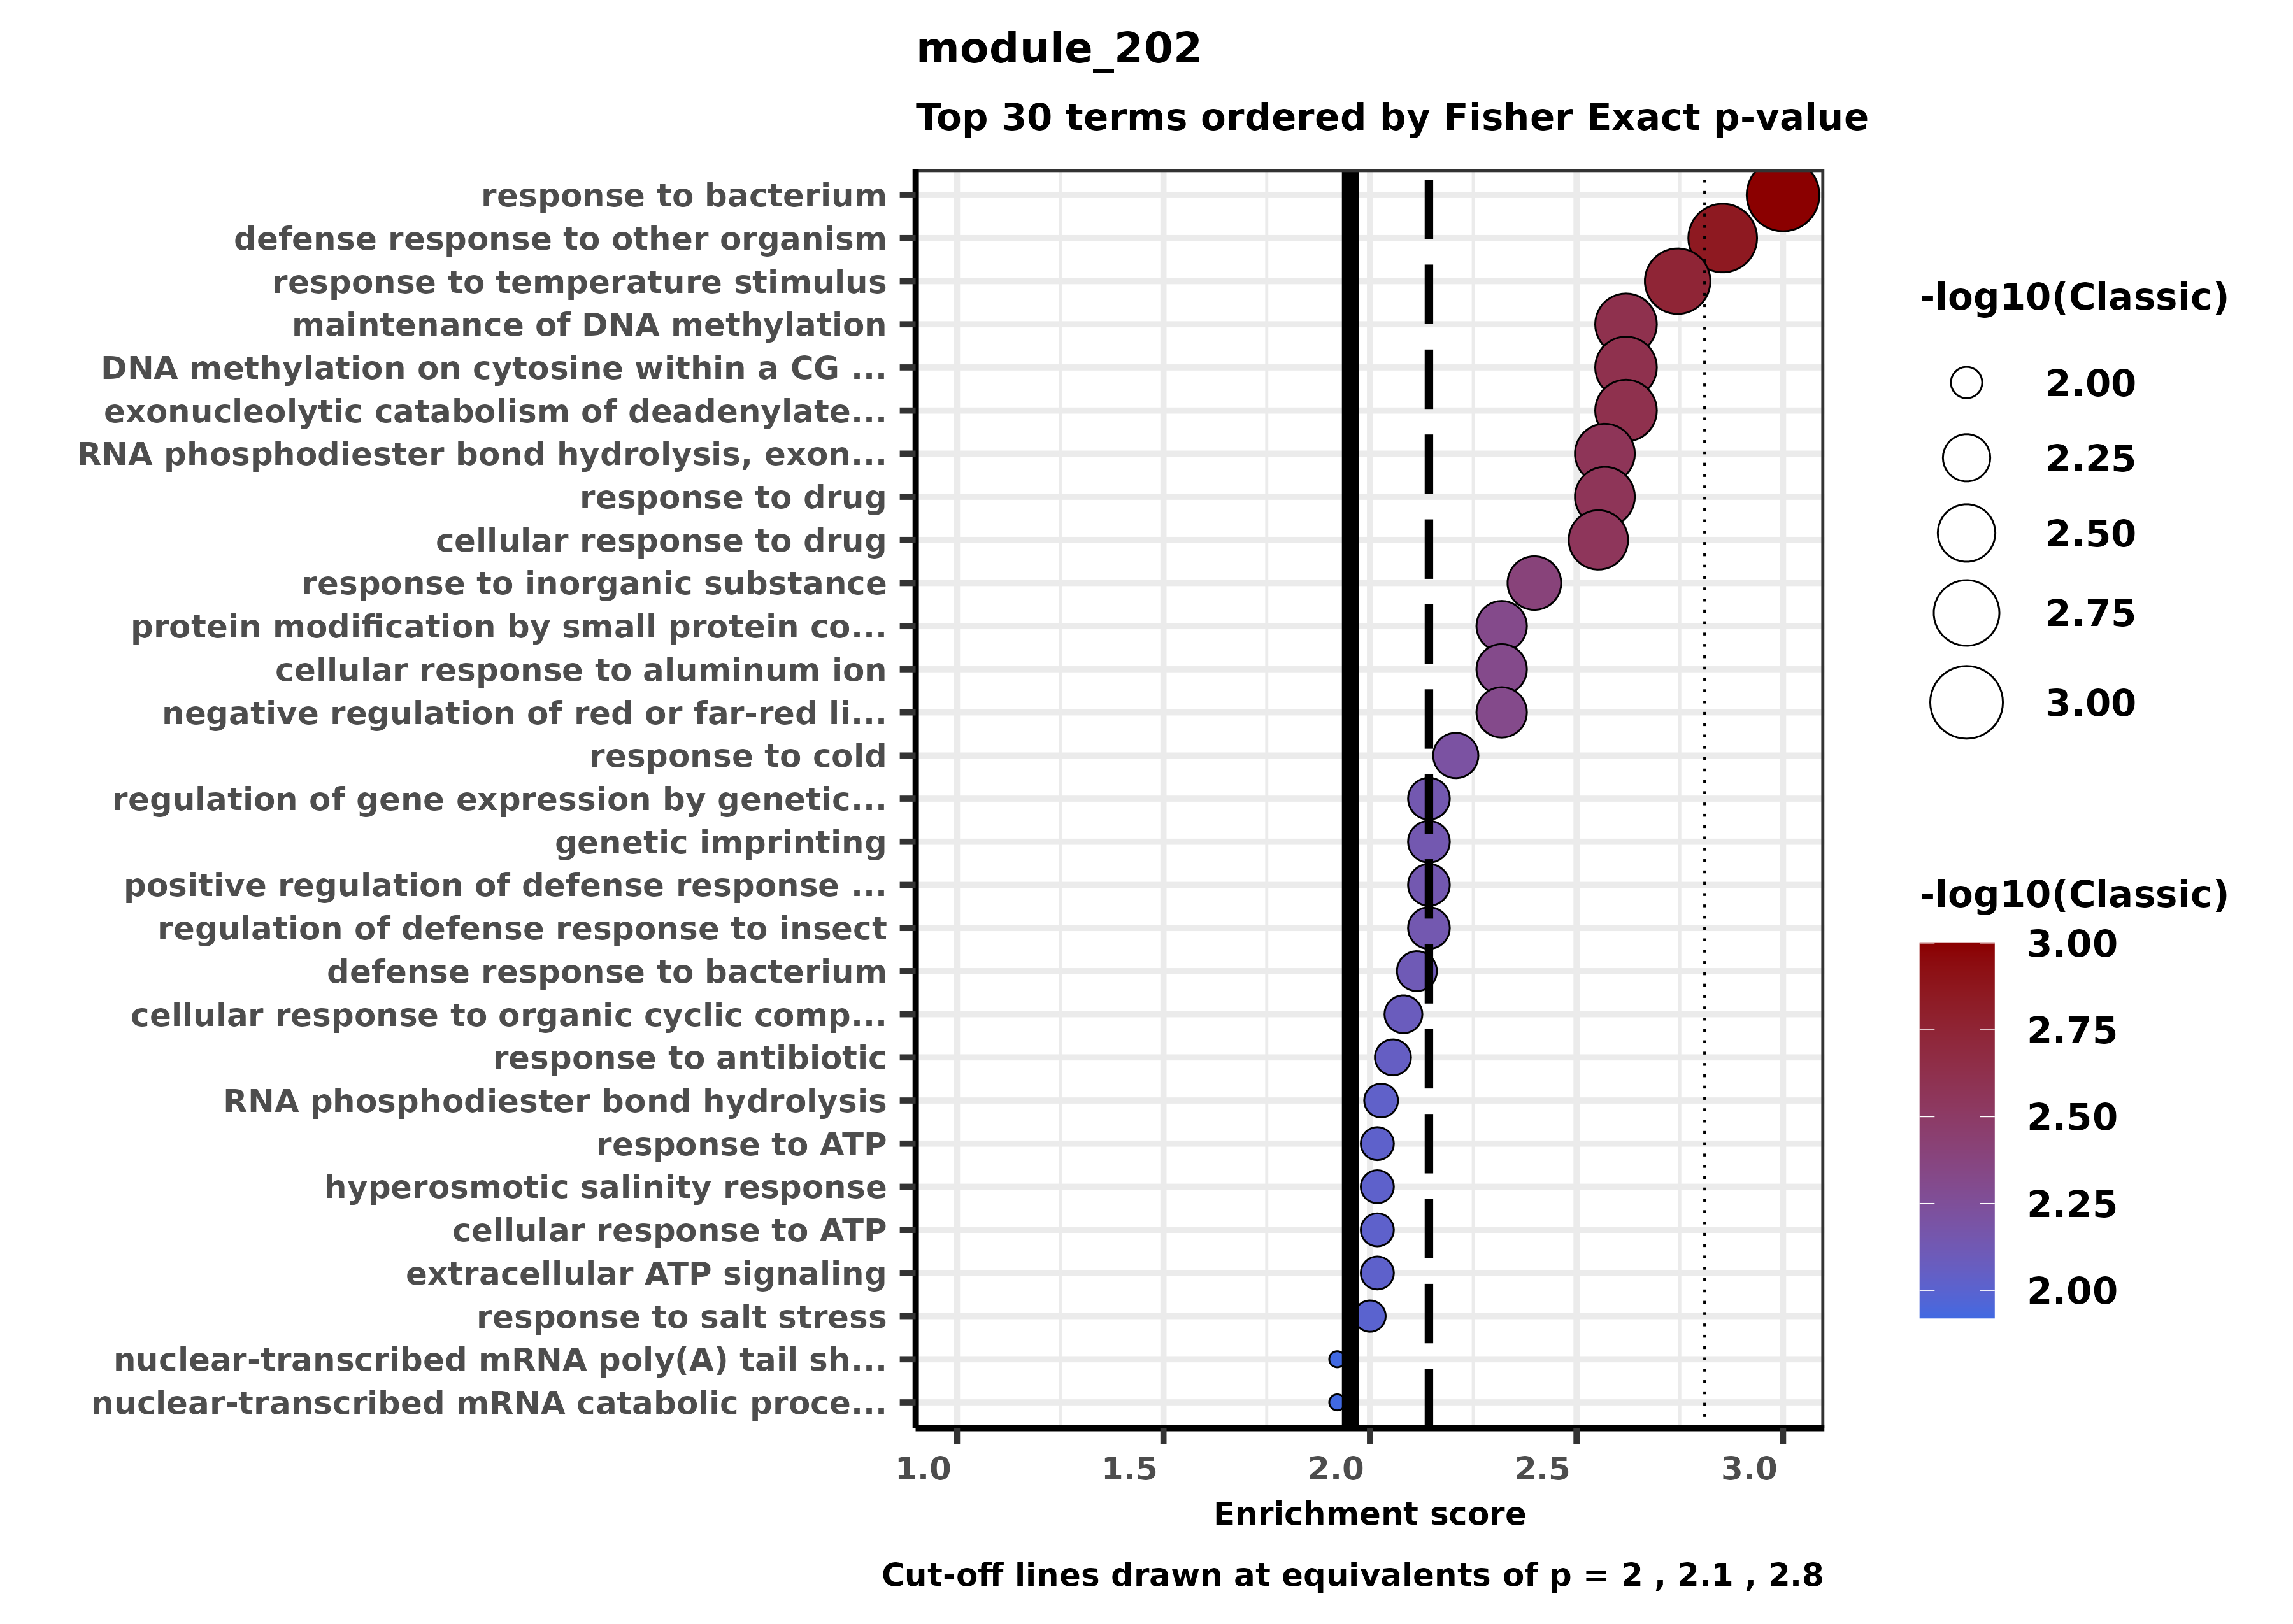 module_202
Top 30 terms ordered by Fisher Exact p-value
response to bacterium
defense response to other organism
response to temperature stimulus
maintenance of DNA methylation
DNA methylation on cytosine within a CG ...
exonucleolytic catabolism of deadenylate...
RNA phosphodiester bond hydrolysis, exon...
response to drug
cellular response to drug
response to inorganic substance
protein modification by small protein co...
cellular response to aluminum ion
negative regulation of red or far-red li...
response to cold
regulation of gene expression by genetic...
genetic imprinting
positive regulation of defense response ...
regulation of defense response to insect
defense response to bacterium
cellular response to organic cyclic comp...
response to antibiotic
RNA phosphodiester bond hydrolysis
response to ATP
hyperosmotic salinity response
cellular response to ATP
extracellular ATP signaling
response to salt stress
nuclear-transcribed mRNA poly(A) tail sh...
nuclear-transcribed mRNA catabolic proce...
1.0 1.5 2.0 2.5 3.0
Enrichment score
Cut-off lines drawn at equivalents of p = 2 , 2.1 , 2.8
-log10(Classic)
2.00
2.25
2.50
2.75
3.00
-log10(Classic)
3.00
2.75
2.50
2.25
2.00